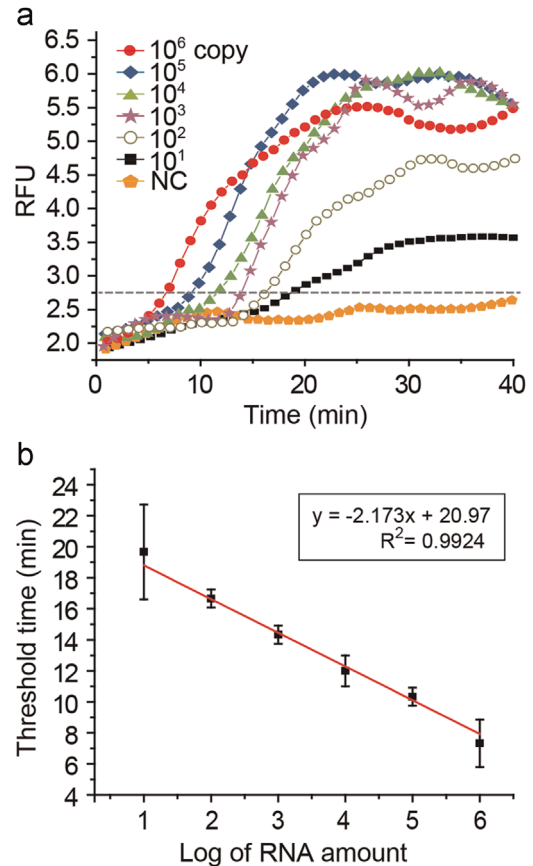 a
6.5
6.0
5.5
5.0
4.5
4.0
3.5
3.0
2.5
2.0
RFU
10⁶ copy
10⁵
10⁴
10³
10²
10¹
NC
0 10 20 30 40
Time (min)
b
24
22
20
18
16
14
12
10
8
6
4
Threshold time (min)
y = -2.173x + 20.97
R²= 0.9924
1 2 3 4 5 6
Log of RNA amount